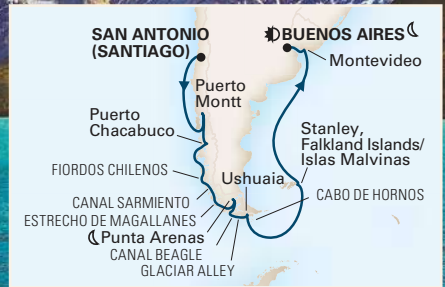 SAN ANTONIO
(SANTIAGO)
BUENOS AIRES
Montevideo
Puerto
Montt
Puerto
Chacabuco
Stanley,
Falkland Islands/
Islas Malvinas
FIORDOS CHILENOS
Ushuaia
CABO DE HORNOS
CANAL SARMIENTO
ESTRECHO DE MAGALLANES
Punta Arenas
CANAL BEAGLE
GLACIAR ALLEY